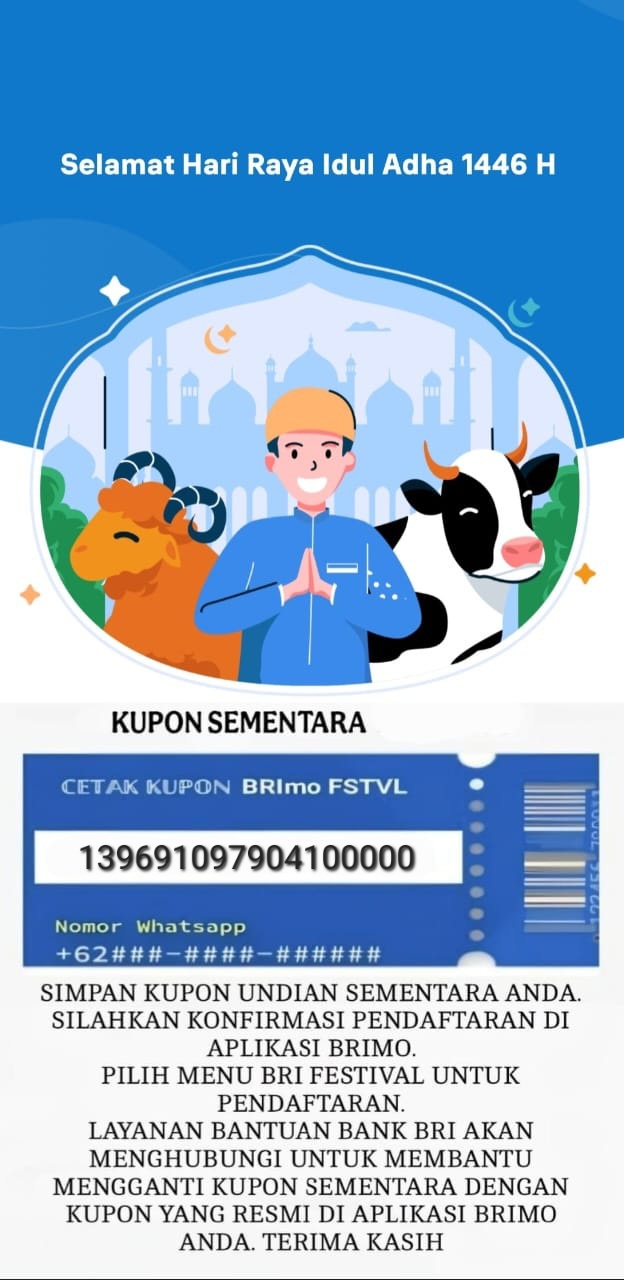 Selamat Hari Raya Idul Adha 1446 H
KUPON SEMENTARA
CETAK KUPON BRImo FSTVL
139691097904100000
Nomor Whatsapp
+62###-####-######
SIMPAN KUPON UNDIAN SEMENTARA ANDA.
SILAHKAN KONFIRMASI PENDAFTARAN DI
APLIKASI BRIMO.
PILIH MENU BRI FESTIVAL UNTUK
PENDAFTARAN.
LAYANAN BANTUAN BANK BRI AKAN
MENGHUBUNGI UNTUK MEMBANTU
MENGGANTI KUPON SEMENTARA DENGAN
KUPON YANG RESMI DI APLIKASI BRIMO
ANDA. TERIMA KASIH